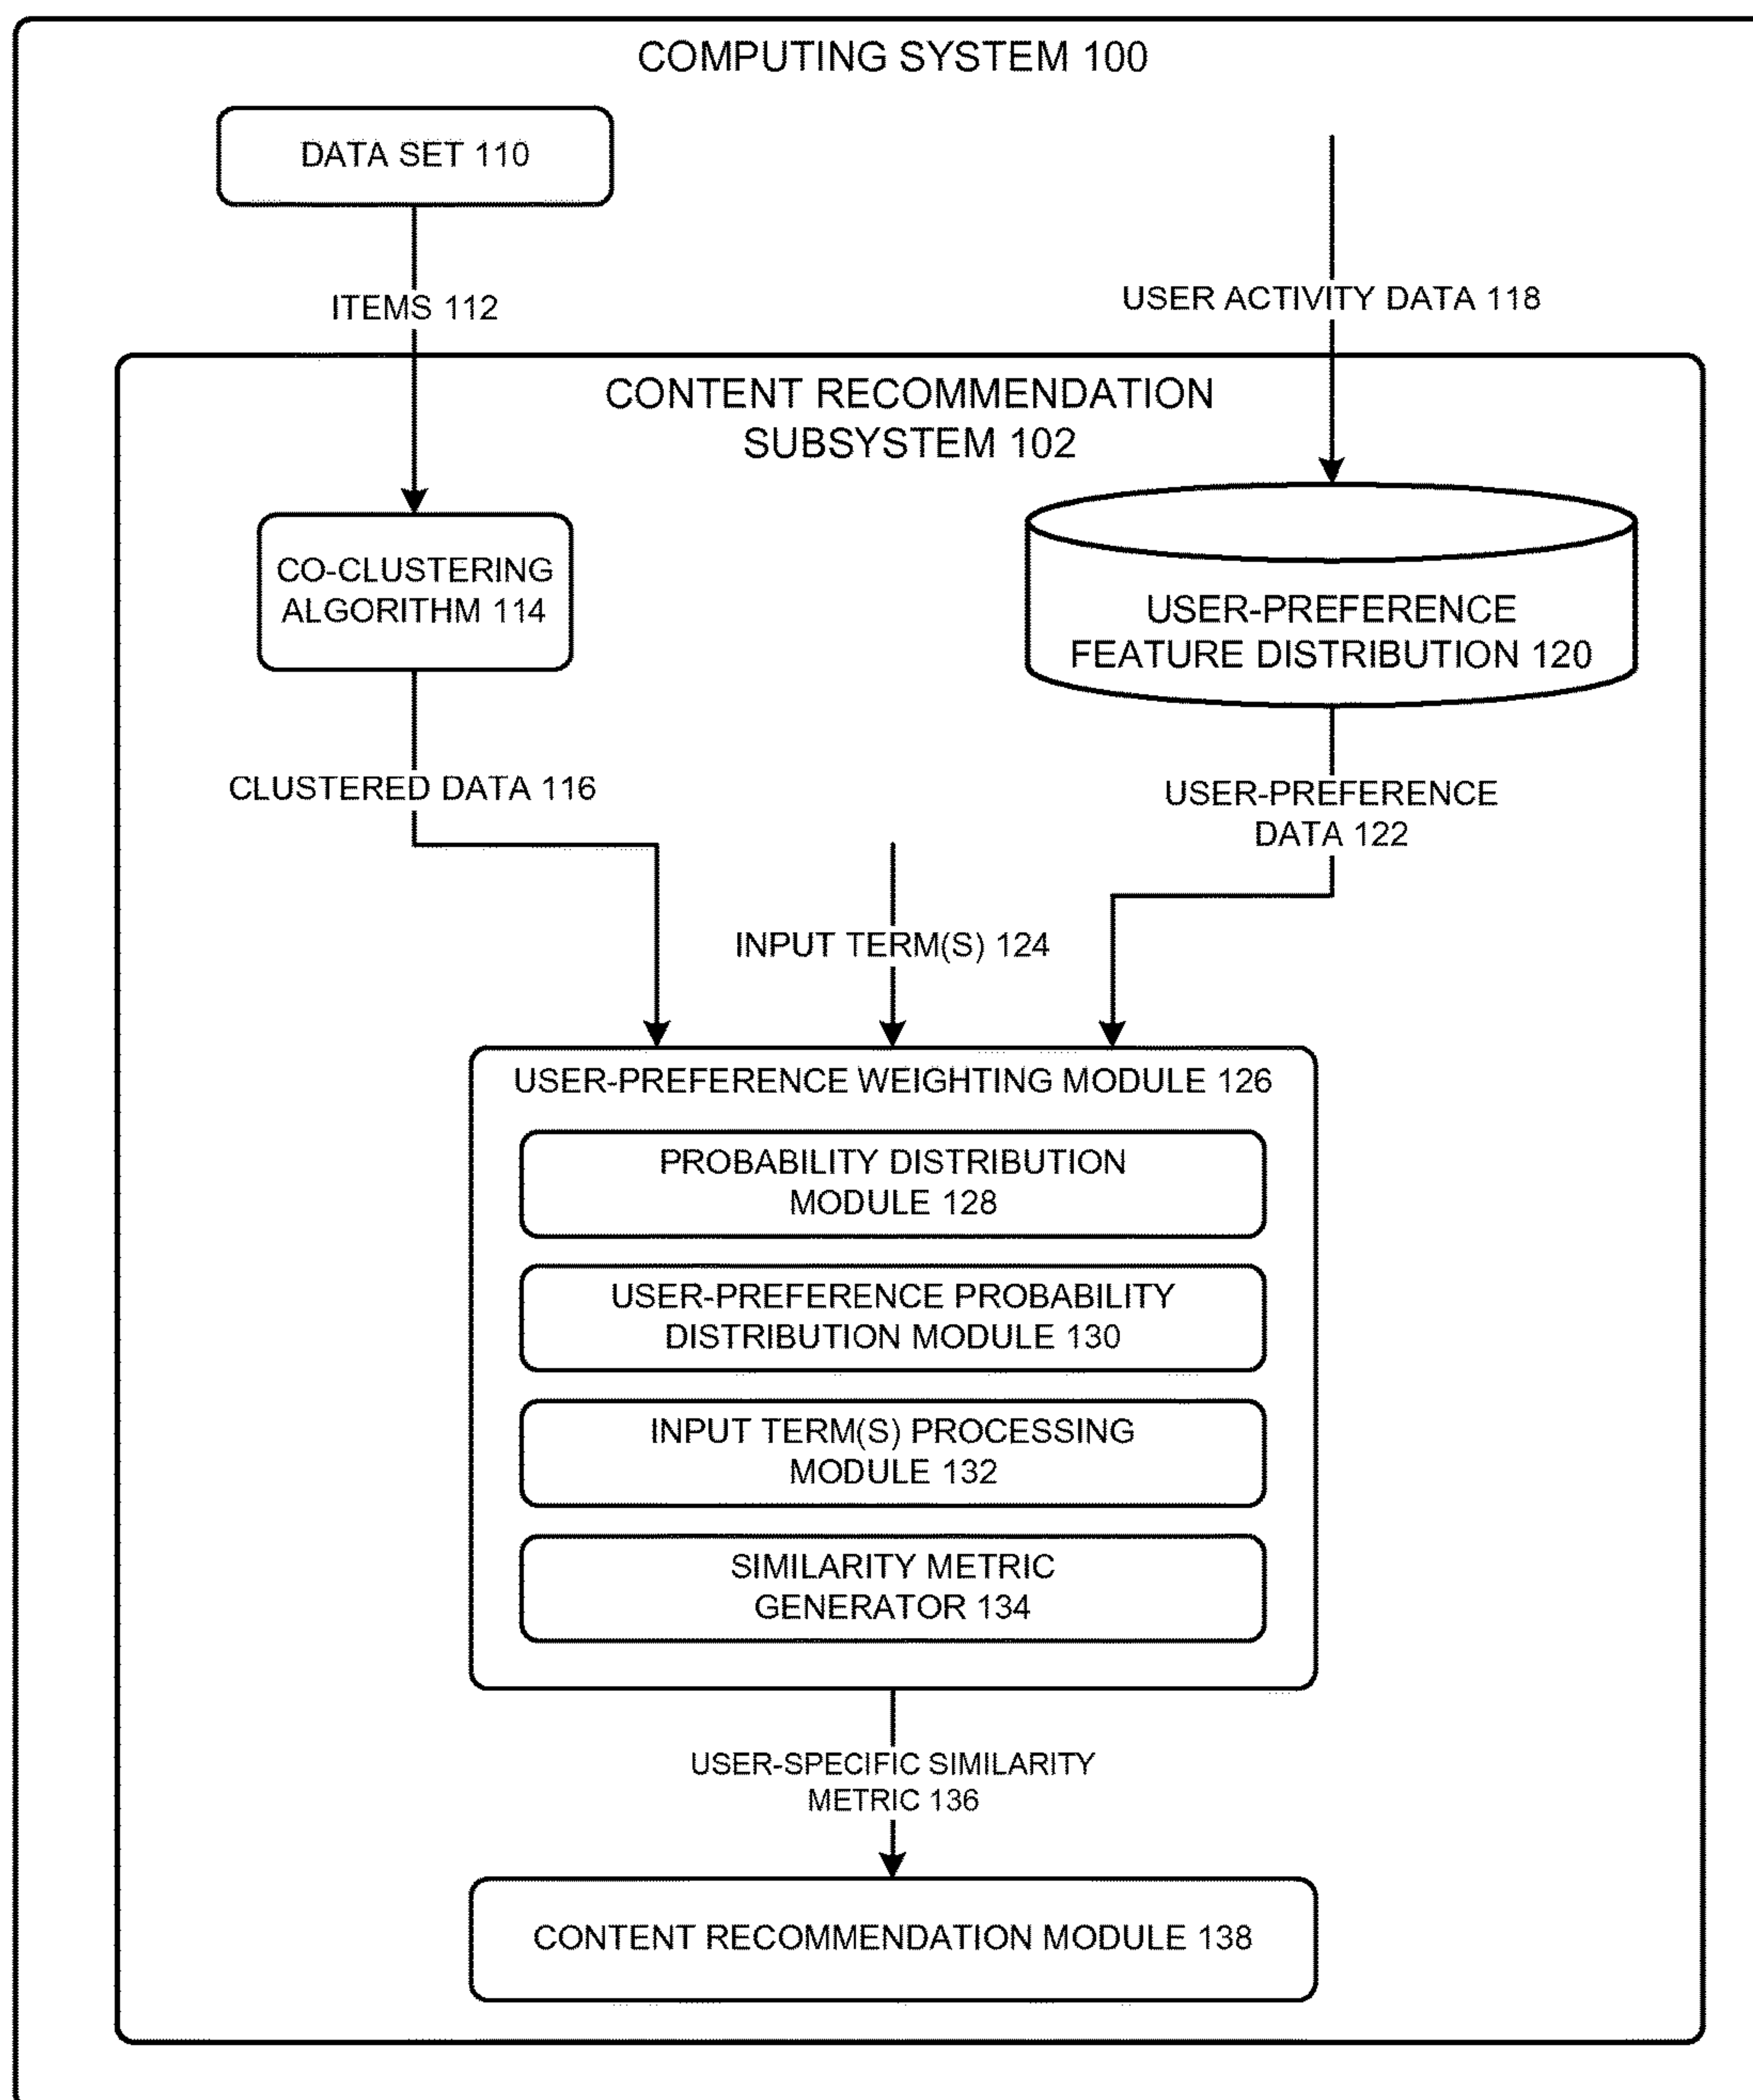 COMPUTING SYSTEM 100
DATA SET 110
ITEMS 112
USER ACTIVITY DATA 118
CONTENT RECOMMENDATION
SUBSYSTEM 102
CO-CLUSTERING
ALGORITHM 114
USER-PREFERENCE
FEATURE DISTRIBUTION 120
CLUSTERED DATA 116
USER-PREFERENCE
DATA 122
INPUT TERM(S) 124
USER-PREFERENCE WEIGHTING MODULE 126
PROBABILITY DISTRIBUTION
MODULE 128
USER-PREFERENCE PROBABILITY
DISTRIBUTION MODULE 130
INPUT TERM(S) PROCESSING
MODULE 132
SIMILARITY METRIC
GENERATOR 134
USER-SPECIFIC SIMILARITY
METRIC 136
CONTENT RECOMMENDATION MODULE 138